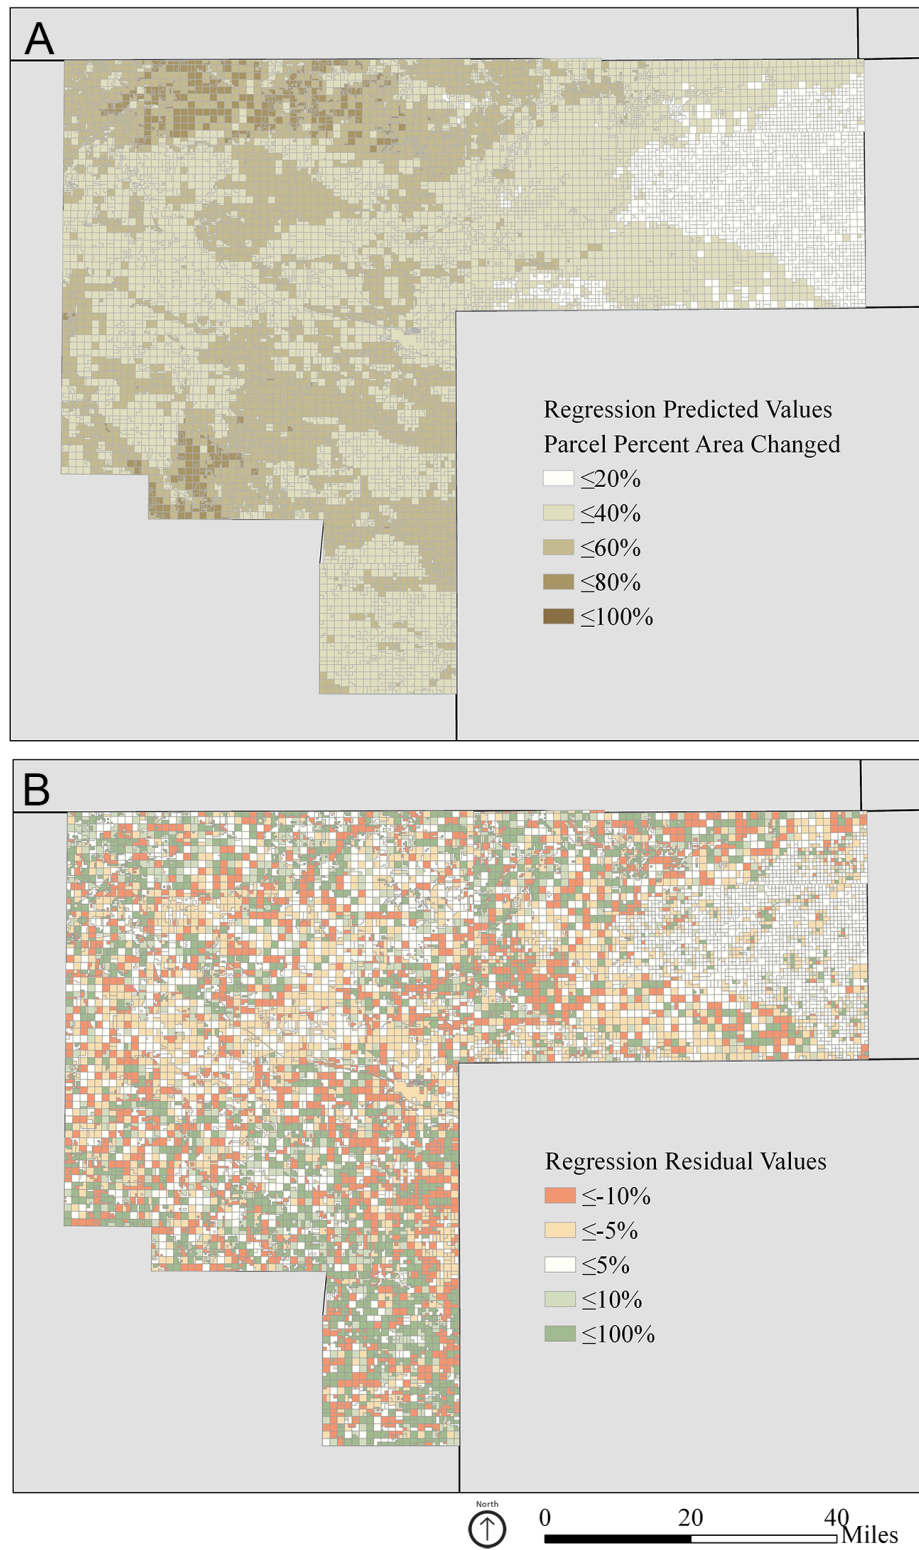 A
Regression Predicted Values
Parcel Percent Area Changed
≤20%
≤40%
≤60%
≤80%
≤100%
B
Regression Residual Values
≤-10%
≤-5%
≤5%
≤10%
≤100%
North
0 20 40
Miles